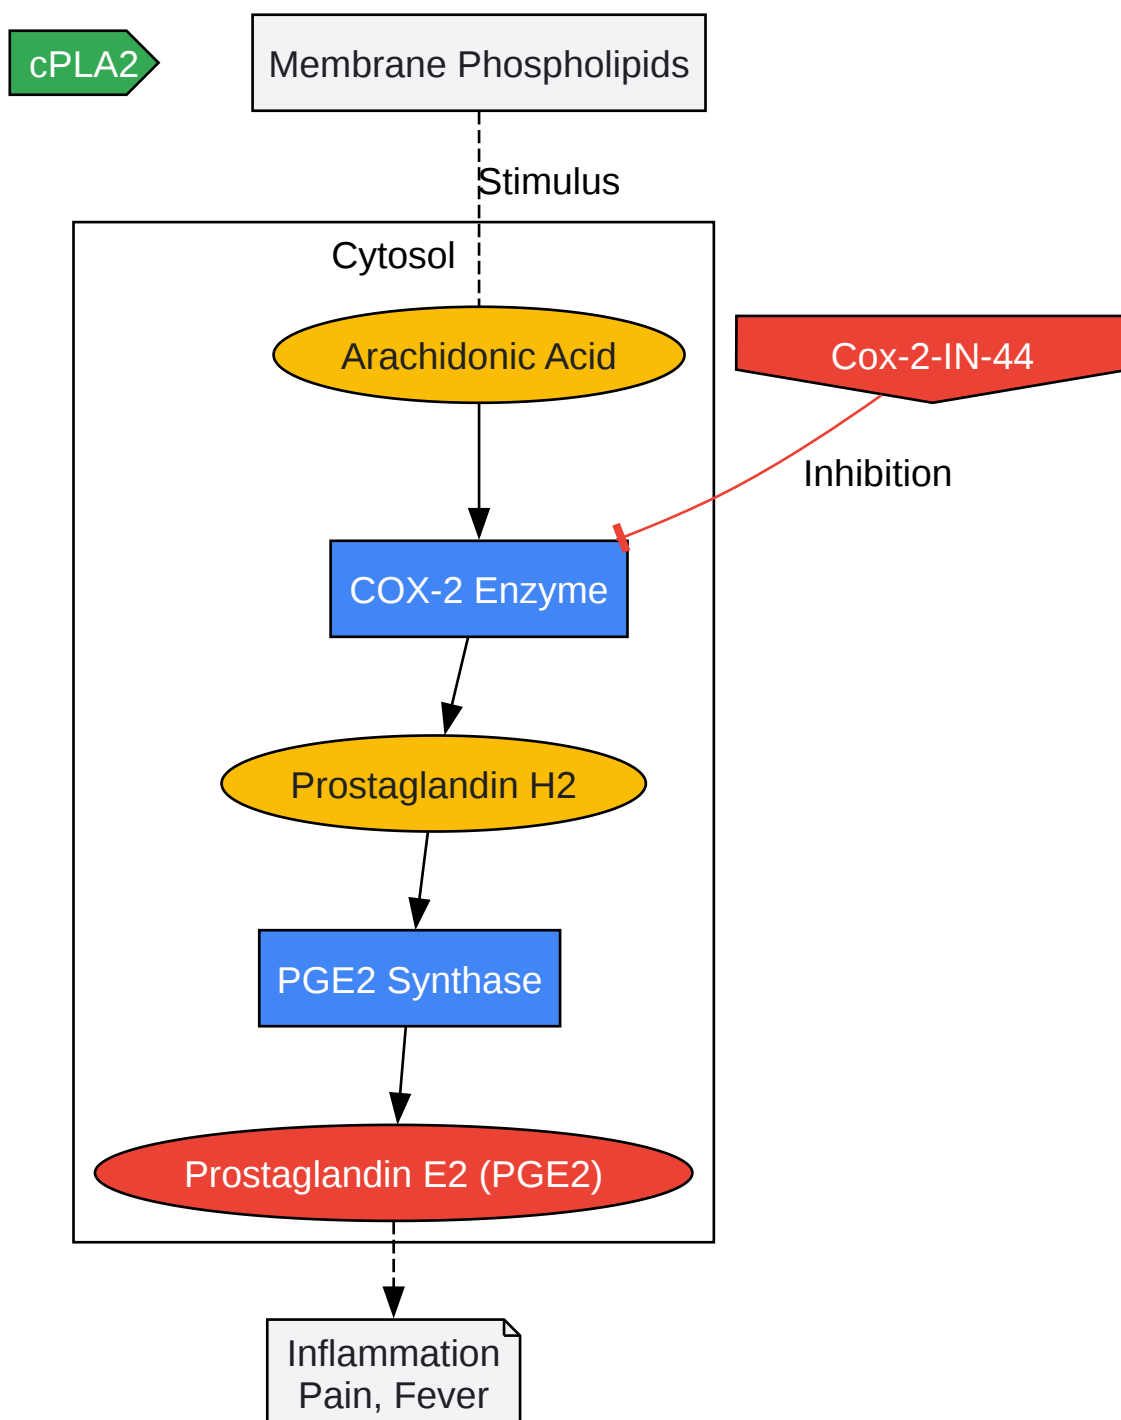 cPLA2
Membrane Phospholipids
Stimulus
Cytosol
Arachidonic Acid
Cox-2-IN-44
Inhibition
COX-2 Enzyme
Prostaglandin H2
PGE2 Synthase
Prostaglandin E2 (PGE2)
Inflammation
Pain, Fever